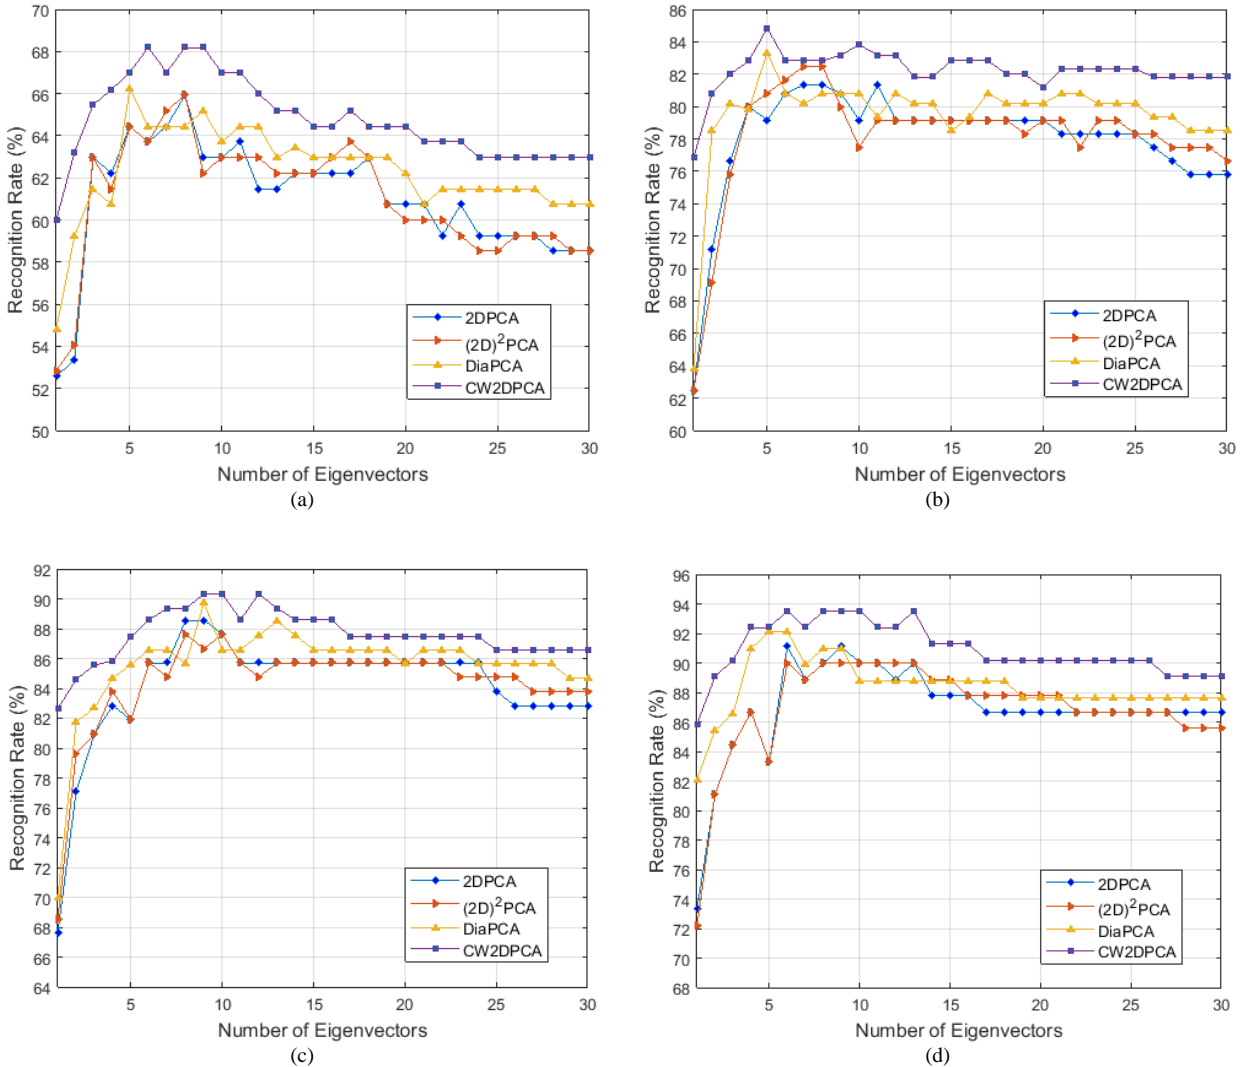 70
68
66
64
62
60
58
56
54
52
50
5 10 15 20 25 30
Recognition Rate (%)
Number of Eigenvectors
2DPCA
(2D)²PCA
DiaPCA
CW2DPCA
(a)
86
84
82
80
78
76
74
72
70
68
66
64
62
60
5 10 15 20 25 30
Recognition Rate (%)
Number of Eigenvectors
2DPCA
(2D)²PCA
DiaPCA
CW2DPCA
(b)
92
90
88
86
84
82
80
78
76
74
72
70
68
66
64
5 10 15 20 25 30
Recognition Rate (%)
Number of Eigenvectors
2DPCA
(2D)²PCA
DiaPCA
CW2DPCA
(c)
96
94
92
90
88
86
84
82
80
78
76
74
72
70
68
5 10 15 20 25 30
Recognition Rate (%)
Number of Eigenvectors
2DPCA
(2D)²PCA
DiaPCA
CW2DPCA
(d)